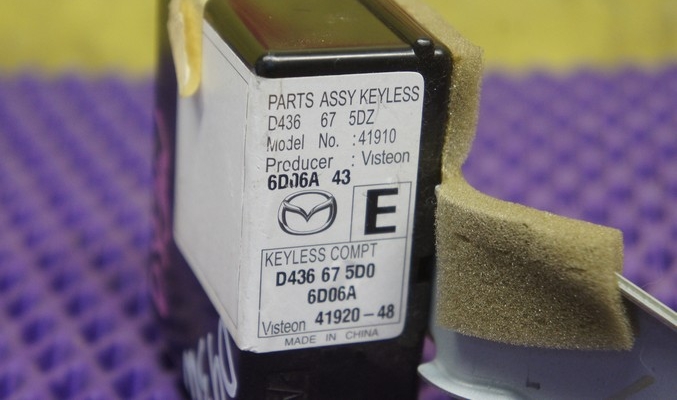 PARTS ASSY KEYLESS
D436 67 5DZ
Model No. :41910
Producer : Visteon
6D06A 43
E
KEYLESS COMPT
D436 67 5D0
6D06A
Visteon 41920-48
MADE IN CHINA